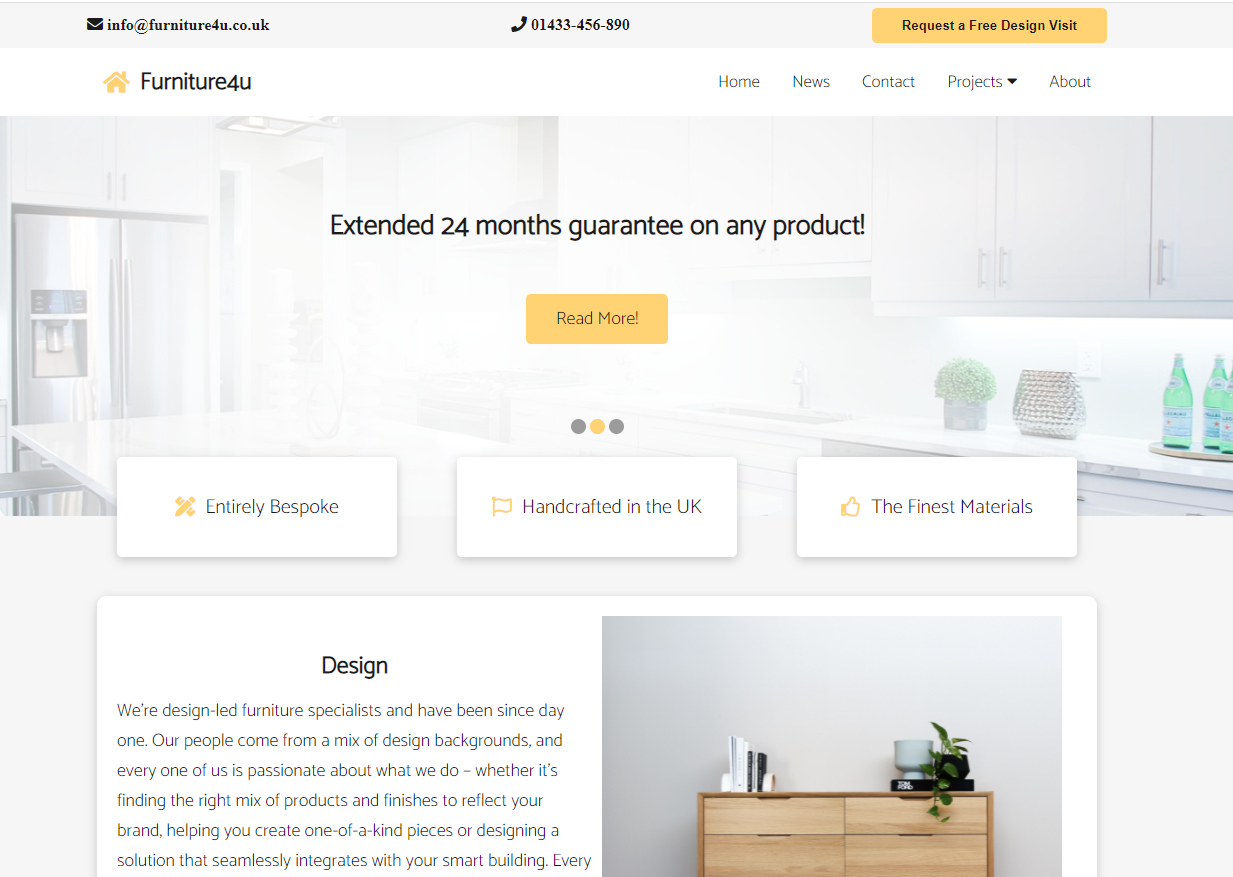 info@furniture4u.co.uk
01433-456-890
Request a Free Design Visit
Furniture4u
Home
News
Contact
Projects
About
Extended 24 months guarantee on any product!
Read More!
Entirely Bespoke
Handcrafted in the UK
The Finest Materials
Design
We’re design-led furniture specialists and have been since day
one. Our people come from a mix of design backgrounds, and
every one of us is passionate about what we do – whether it’s
finding the right mix of products and finishes to reflect your
brand, helping you create one-of-a-kind pieces or designing a
solution that seamlessly integrates with your smart building. Every
TOM FORD